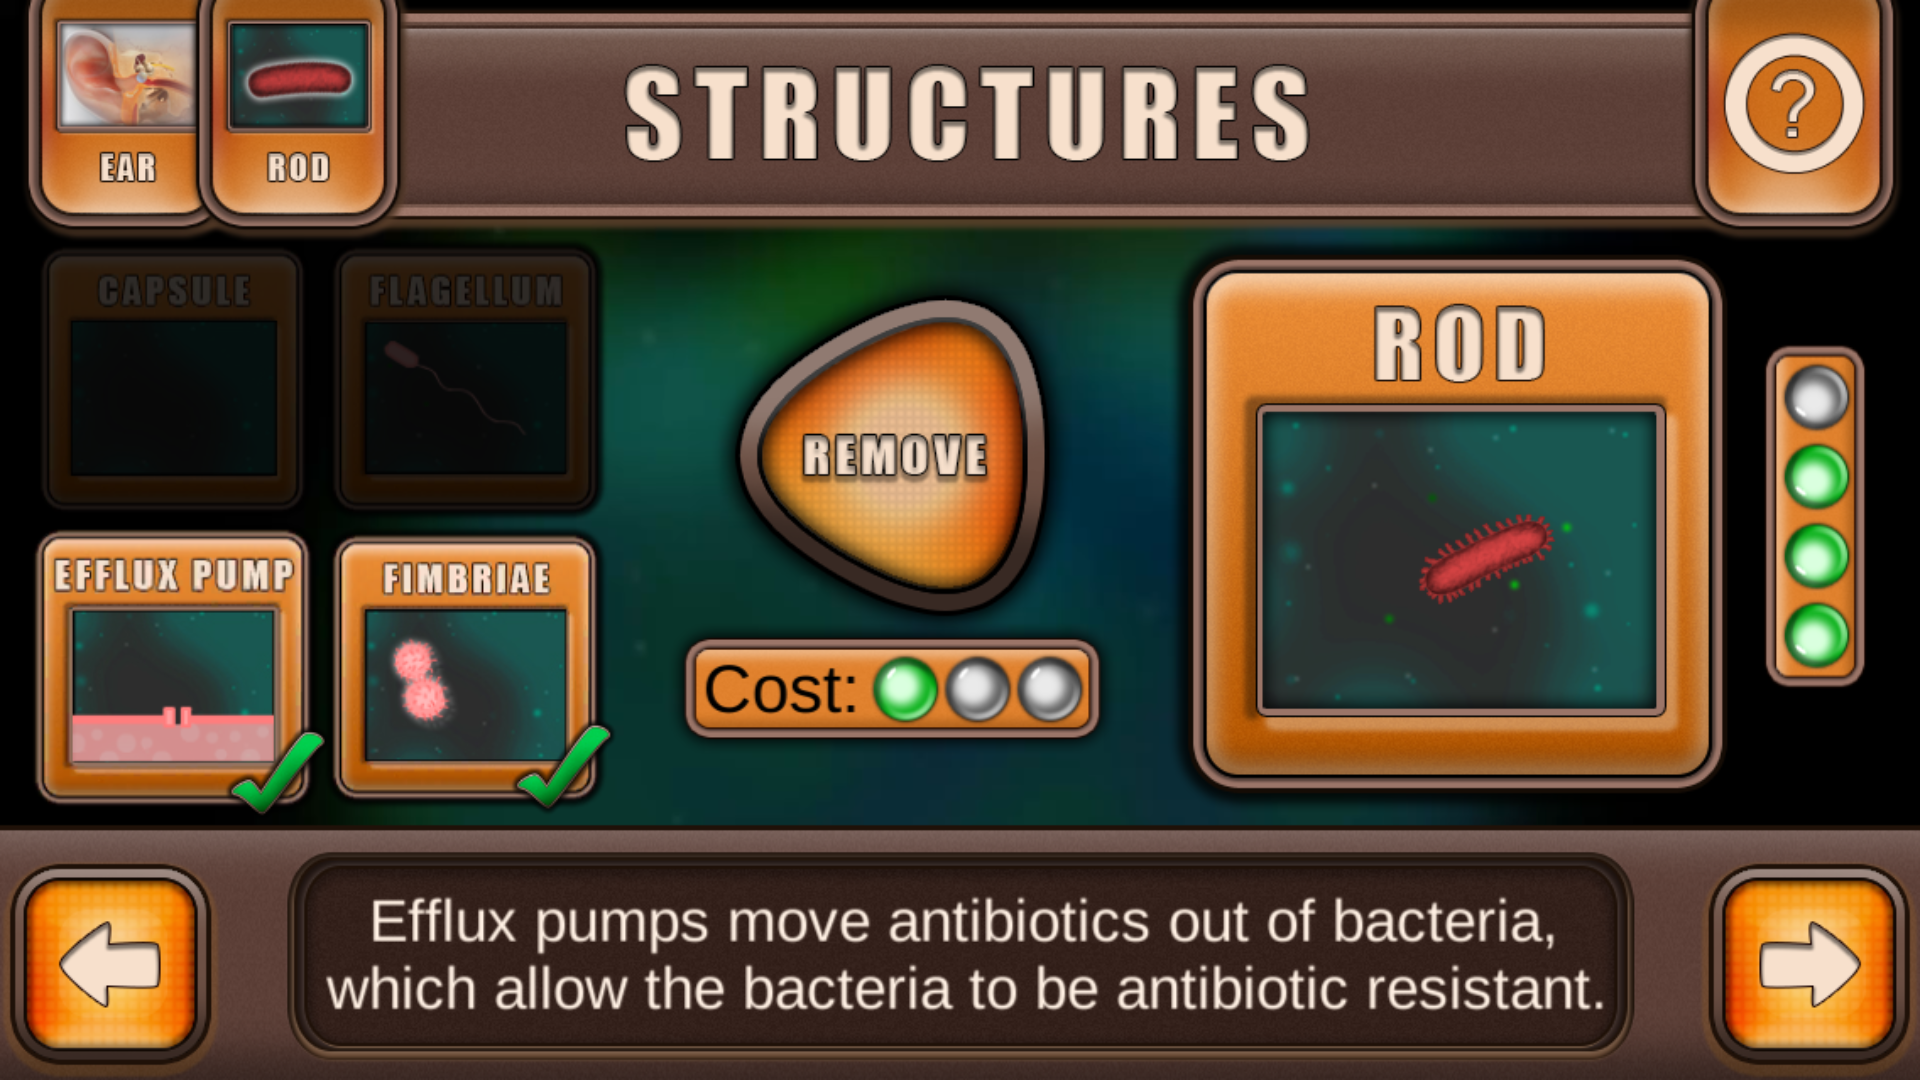 EAR
ROD
STRUCTURES
?
CAPSULE
FLAGELLUM
EFFLUX PUMP
FIMBRIAE
REMOVE
Cost:
ROD
Efflux pumps move antibiotics out of bacteria,
which allow the bacteria to be antibiotic resistant.